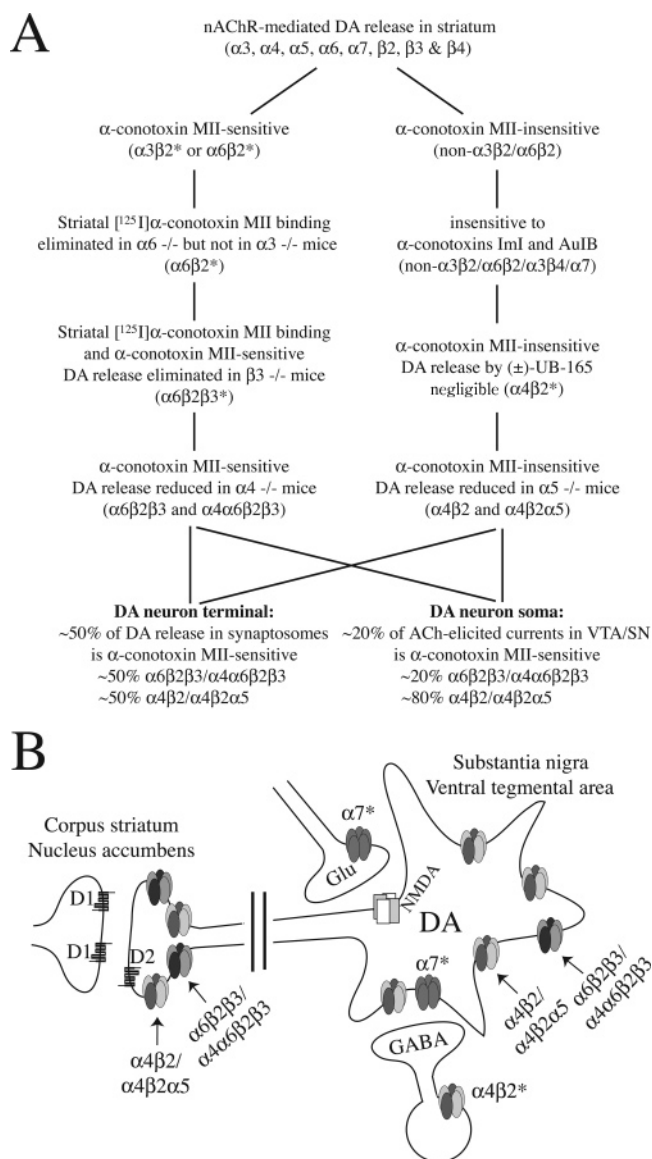 A
nAChR-mediated DA release in striatum
(α3, α4, α5, α6, α7, β2, β3 & β4)
α-conotoxin MII-sensitive
(α3β2* or α6β2*)
Striatal [¹²⁵I]α-conotoxin MII binding
eliminated in α6 -/- but not in α3 -/- mice
(α6β2*)
Striatal [¹²⁵I]α-conotoxin MII binding
and α-conotoxin MII-sensitive
DA release eliminated in β3 -/- mice
(α6β2β3*)
α-conotoxin MII-sensitive
DA release reduced in α4 -/- mice
(α6β2β3 and α4α6β2β3)
α-conotoxin MII-insensitive
(non-α3β2/α6β2)
insensitive to
α-conotoxins ImI and AuIB
(non-α3β2/α6β2/α3β4/α7)
α-conotoxin MII-insensitive
DA release by (±)-UB-165
negligible (α4β2*)
α-conotoxin MII-insensitive
DA release reduced in α5 -/- mice
(α4β2 and α4β2α5)
DA neuron terminal:
~50% of DA release in synaptosomes
is α-conotoxin MII-sensitive
~50% α6β2β3/α4α6β2β3
~50% α4β2/α4β2α5
DA neuron soma:
~20% of ACh-elicited currents in VTA/SN
is α-conotoxin MII-sensitive
~20% α6β2β3/α4α6β2β3
~80% α4β2/α4β2α5
B
Corpus striatum
Nucleus accumbens
D1
D1
D2
α4β2/
α4β2α5
α6β2β3/
α4α6β2β3
Substantia nigra
Ventral tegmental area
α7*
Glu
NMDA
DA
α7*
GABA
α4β2*
α4β2/
α4β2α5
α6β2β3/
α4α6β2β3